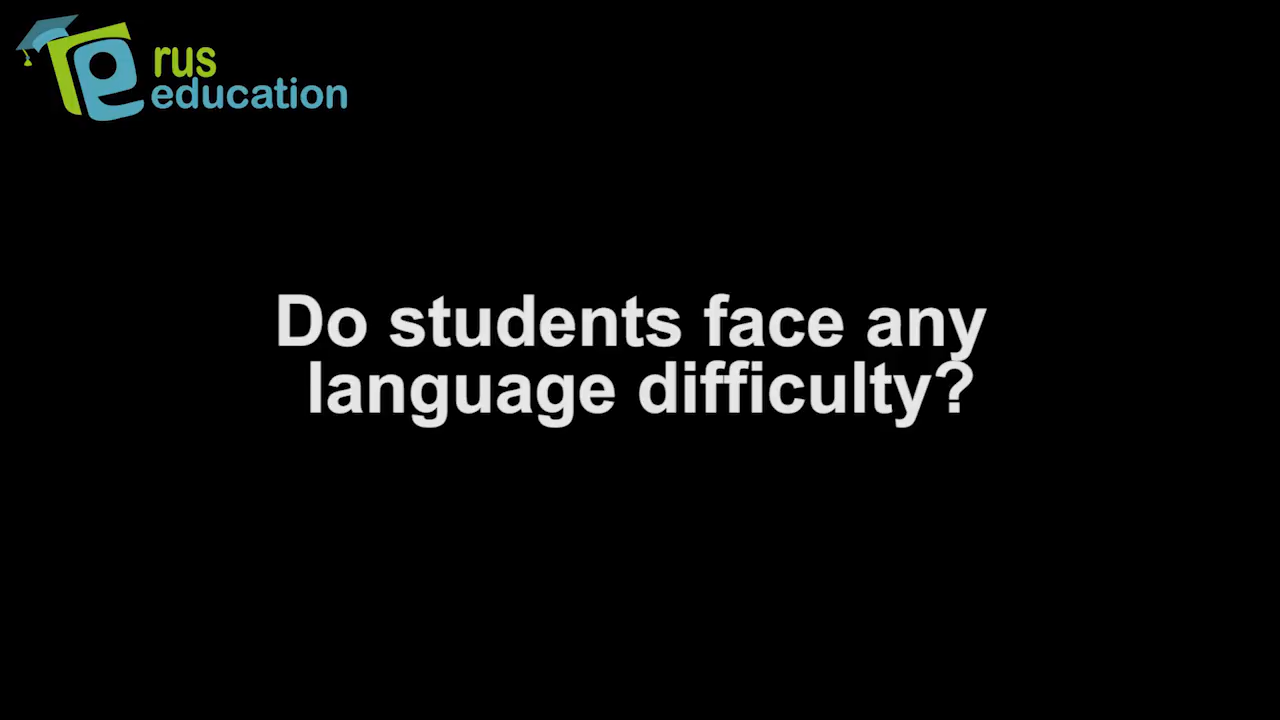 rus
education
Do students face any
language difficulty?